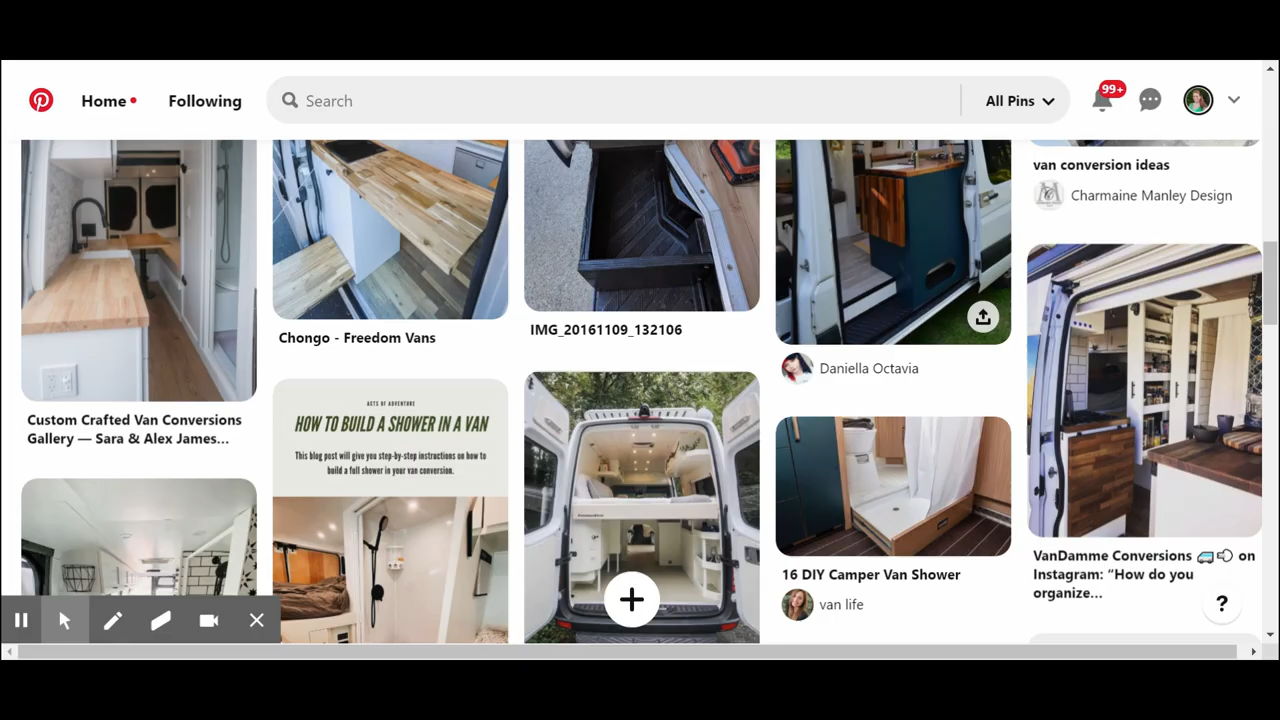 Home
Following
Search
All Pins
99+
Custom Crafted Van Conversions
Gallery — Sara & Alex James...
Chongo - Freedom Vans
ACTS OF ADVENTURE
HOW TO BUILD A SHOWER IN A VAN
This blog post will give you step-by-step instructions on how to
build a full shower in your van conversion.
IMG_20161109_132106
Daniella Octavia
16 DIY Camper Van Shower
van life
van conversion ideas
Charmaine Manley Design
VanDamme Conversions 🚐💨 on
Instagram: “How do you
organize...
?